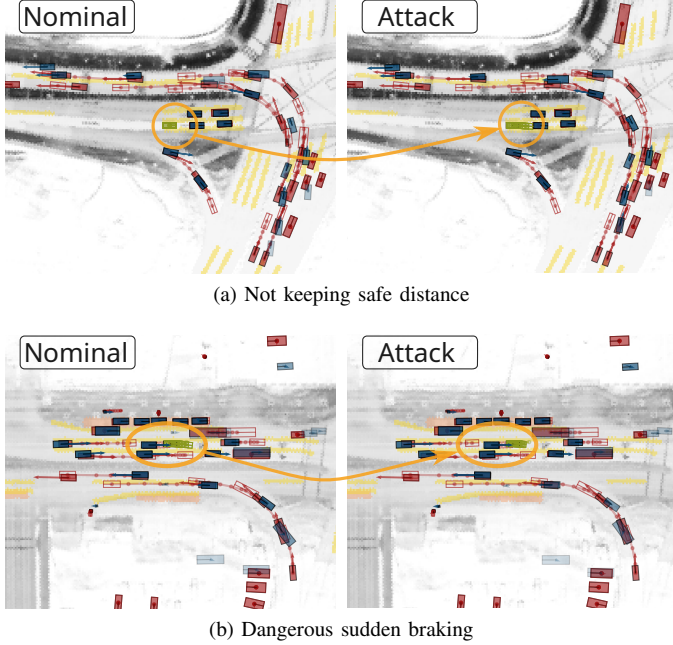 Nominal
Attack
(a) Not keeping safe distance
Nominal
Attack
(b) Dangerous sudden braking